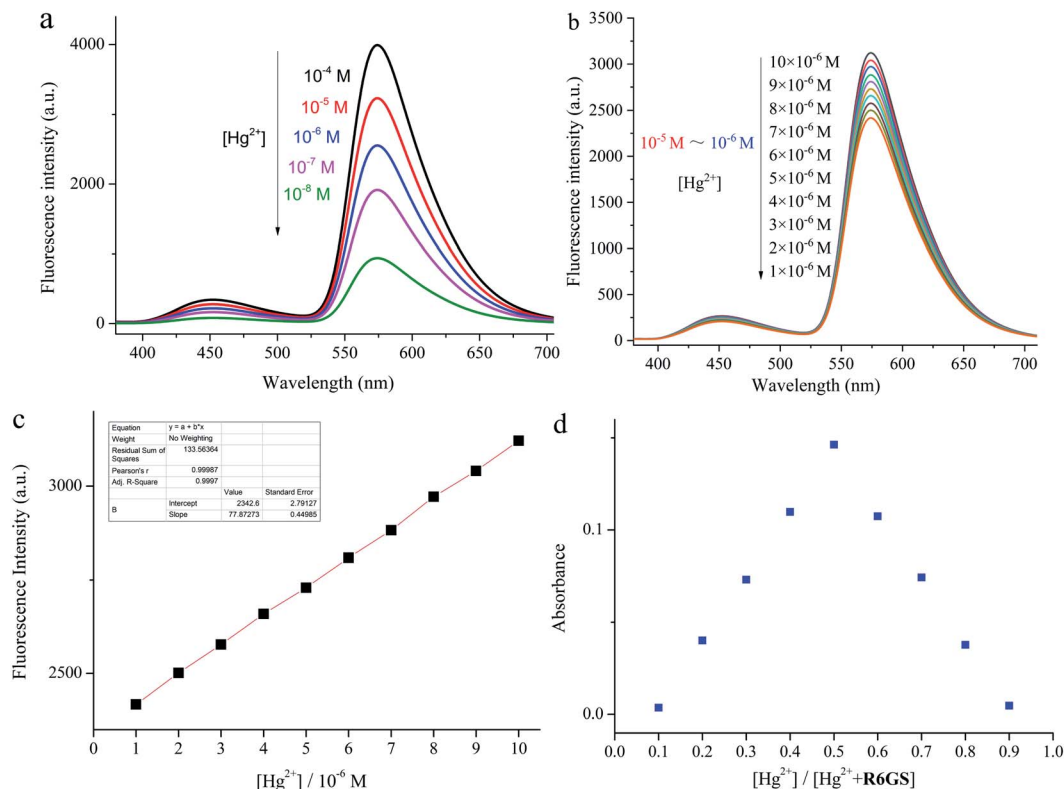 a
4000
2000
0
400
450
500
550
600
650
700
Fluorescence intensity (a.u.)
Wavelength (nm)
[Hg²⁺]
10⁻⁴ M
10⁻⁵ M
10⁻⁶ M
10⁻⁷ M
10⁻⁸ M
b
3500
3000
2500
2000
1500
1000
500
250
0
400
450
500
550
600
650
700
Fluorescence intensity (a.u.)
Wavelength (nm)
10⁻⁵ M ~ 10⁻⁶ M
[Hg²⁺]
10×10⁻⁶ M
9×10⁻⁶ M
8×10⁻⁶ M
7×10⁻⁶ M
6×10⁻⁶ M
5×10⁻⁶ M
4×10⁻⁶ M
3×10⁻⁶ M
2×10⁻⁶ M
1×10⁻⁶ M
c
Equation y = a + b*x
Weight No Weighting
Residual Sum of Squares 133.56364
Pearson's r 0.99987
Adj. R-Square 0.9997
Value Standard Error
B Intercept 2342.6 2.79127
Slope 77.87273 0.44985
3000
2500
0 1 2 3 4 5 6 7 8 9 10
Fluorescence Intensity (a.u.)
[Hg²⁺] / 10⁻⁶ M
d
0.1
0.0
0.0 0.1 0.2 0.3 0.4 0.5 0.6 0.7 0.8 0.9 1.0
Absorbance
[Hg²⁺] / [Hg²⁺+R6GS]